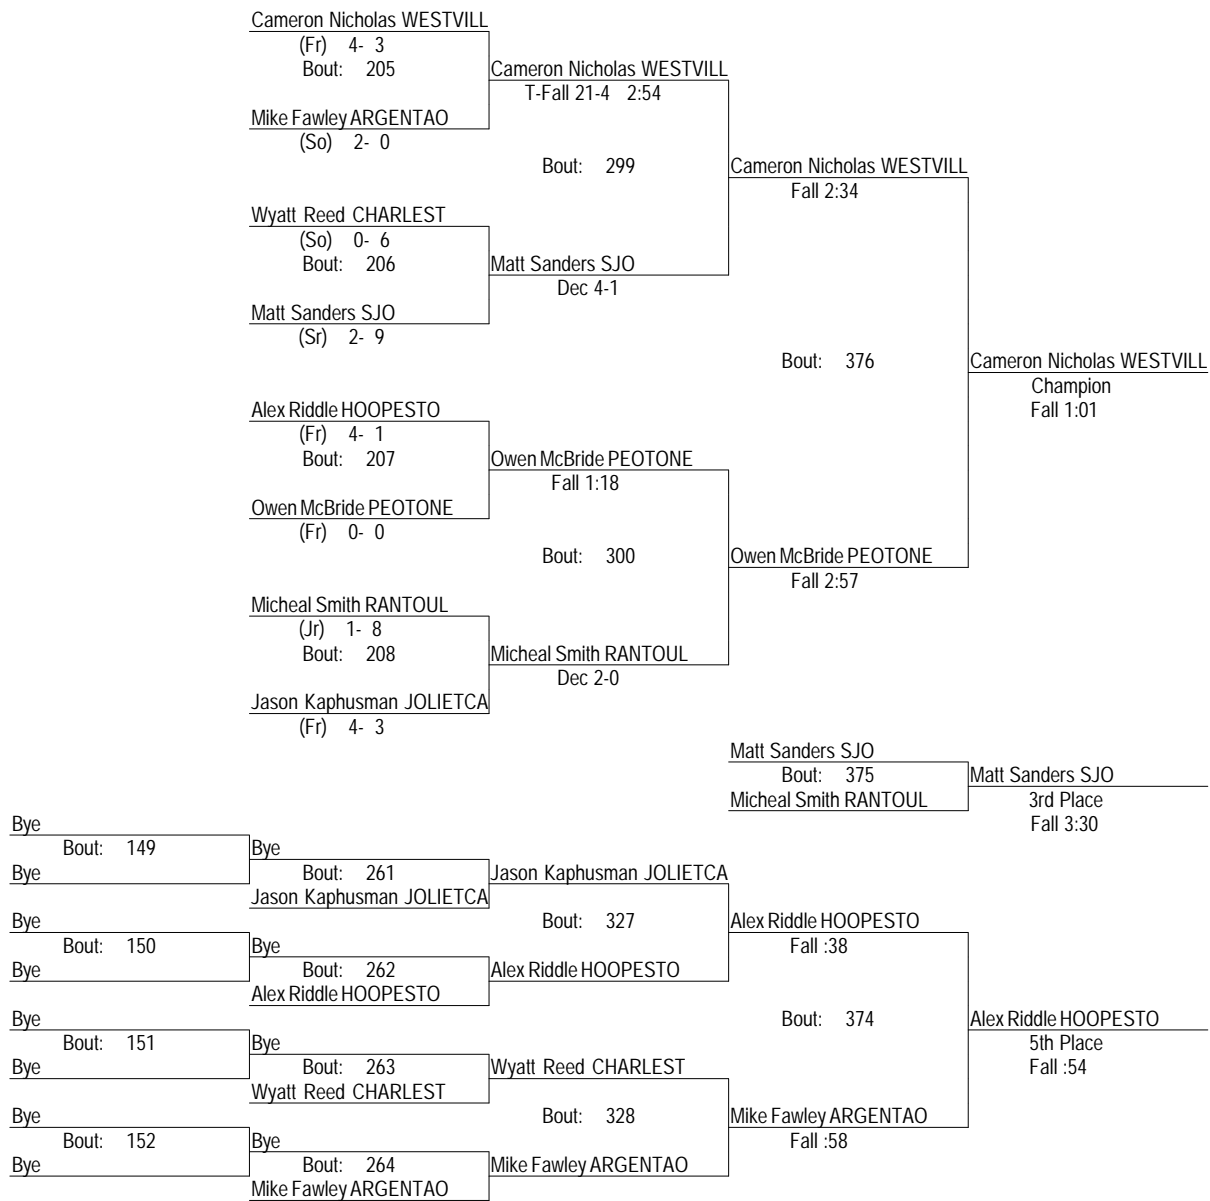 Cameron Nicholas WESTVILL
(Fr) 4- 3
Bout: 205
Cameron Nicholas WESTVILL
T-Fall 21-4 2:54
Mike Fawley ARGENTAO
(So) 2- 0
Bout: 299
Cameron Nicholas WESTVILL
Fall 2:34
Wyatt Reed CHARLEST
(So) 0- 6
Bout: 206
Matt Sanders SJO
Dec 4-1
Matt Sanders SJO
(Sr) 2- 9
Bout: 376
Cameron Nicholas WESTVILL
Champion
Fall 1:01
Alex Riddle HOOPESTO
(Fr) 4- 1
Bout: 207
Owen McBride PEOTONE
Fall 1:18
Owen McBride PEOTONE
(Fr) 0- 0
Bout: 300
Owen McBride PEOTONE
Fall 2:57
Micheal Smith RANTOUL
(Jr) 1- 8
Bout: 208
Micheal Smith RANTOUL
Dec 2-0
Jason Kaphusman JOLIETCA
(Fr) 4- 3
Matt Sanders SJO
Bout: 375
Matt Sanders SJO
Micheal Smith RANTOUL
3rd Place
Fall 3:30
Bye
Bout: 149
Bye
Bye
Bout: 261
Jason Kaphusman JOLIETCA
Jason Kaphusman JOLIETCA
Bye
Bout: 327
Alex Riddle HOOPESTO
Fall :38
Bout: 150
Bye
Bye
Bout: 262
Alex Riddle HOOPESTO
Alex Riddle HOOPESTO
Bye
Bout: 374
Alex Riddle HOOPESTO
5th Place
Fall :54
Bout: 151
Bye
Bye
Bout: 263
Wyatt Reed CHARLEST
Wyatt Reed CHARLEST
Bye
Bout: 328
Mike Fawley ARGENTAO
Fall :58
Bout: 152
Bye
Bye
Bout: 264
Mike Fawley ARGENTAO
Mike Fawley ARGENTAO